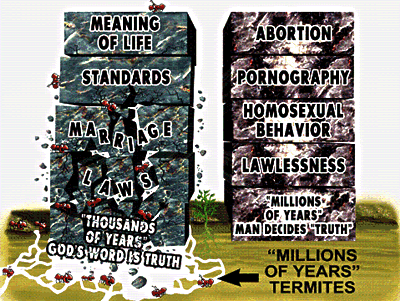 MEANING
OF LIFE
STANDARDS
MARRIAGE
LAWS
"THOUSANDS
OF YEARS"
GOD'S WORD IS TRUTH
ABORTION
PORNOGRAPHY
HOMOSEXUAL
BEHAVIOR
LAWLESSNESS
"MILLIONS
OF YEARS"
MAN DECIDES "TRUTH"
"MILLIONS
OF YEARS"
TERMITES